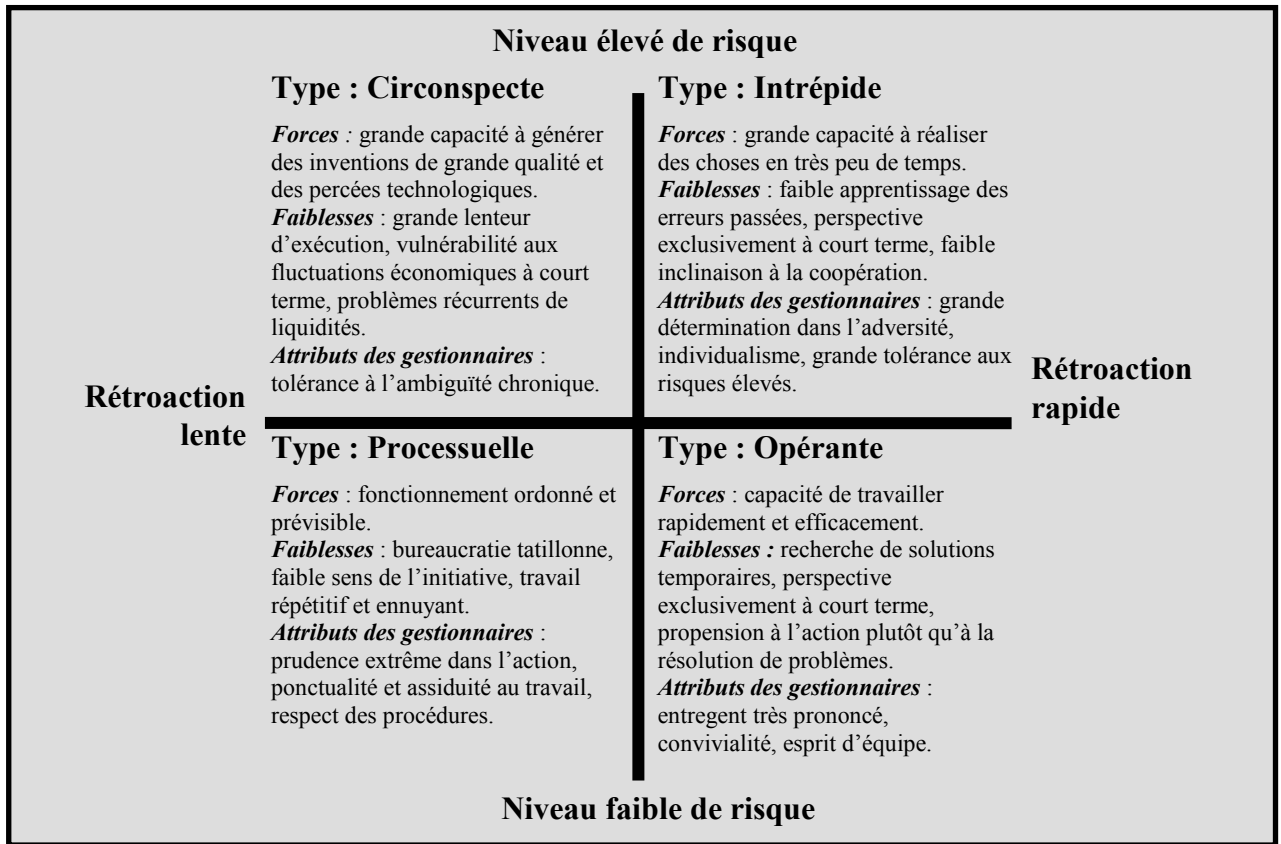 Niveau élevé de risque
Type : Circonspecte
Forces : grande capacité à générer
des inventions de grande qualité et
des percées technologiques.
Faiblesses : grande lenteur
d’exécution, vulnérabilité aux
fluctuations économiques à court
terme, problèmes récurrents de
liquidités.
Attributs des gestionnaires :
tolérance à l’ambiguïté chronique.
Type : Intrépide
Forces : grande capacité à réaliser
des choses en très peu de temps.
Faiblesses : faible apprentissage des
erreurs passées, perspective
exclusivement à court terme, faible
inclinaison à la coopération.
Attributs des gestionnaires : grande
détermination dans l’adversité,
individualisme, grande tolérance aux
risques élevés.
Rétroaction
lente
Rétroaction
rapide
Type : Processuelle
Forces : fonctionnement ordonné et
prévisible.
Faiblesses : bureaucratie tatillonne,
faible sens de l’initiative, travail
répétitif et ennuyant.
Attributs des gestionnaires :
prudence extrême dans l’action,
ponctualité et assiduité au travail,
respect des procédures.
Type : Opérante
Forces : capacité de travailler
rapidement et efficacement.
Faiblesses : recherche de solutions
temporaires, perspective
exclusivement à court terme,
propension à l’action plutôt qu’à la
résolution de problèmes.
Attributs des gestionnaires :
entregent très prononcé,
convivialité, esprit d’équipe.
Niveau faible de risque